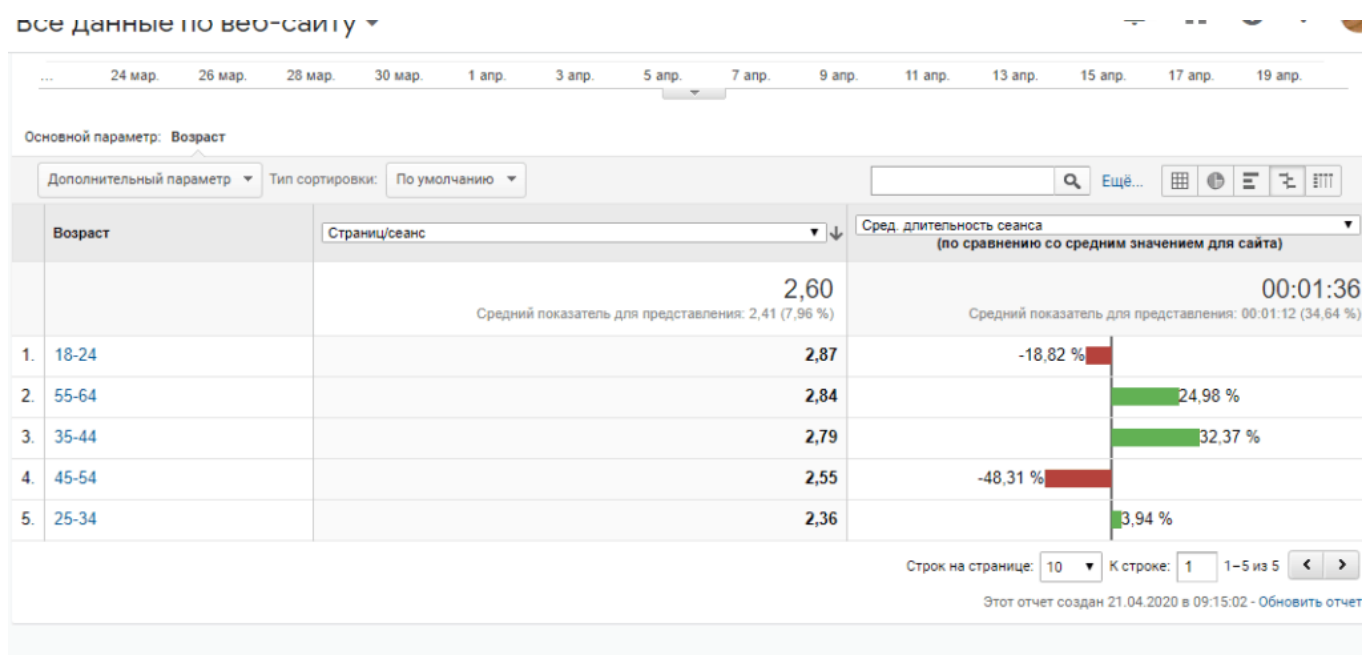 Все данные по веб-сайту
... 24 мар. 26 мар. 28 мар. 30 мар. 1 апр. 3 апр. 5 апр. 7 апр. 9 апр. 11 апр. 13 апр. 15 апр. 17 апр. 19 апр.
Основной параметр: Возраст
Дополнительный параметр Тип сортировки: По умолчанию Ещё...
Возраст Страниц/сеанс Сред. длительность сеанса
(по сравнению со средним значением для сайта)
2,60 00:01:36
Средний показатель для представления: 2,41 (7,96 %) Средний показатель для представления: 00:01:12 (34,64 %)
1. 18-24 2,87 -18,82 %
2. 55-64 2,84 24,98 %
3. 35-44 2,79 32,37 %
4. 45-54 2,55 -48,31 %
5. 25-34 2,36 3,94 %
Строк на странице: 10 К строке: 1 1–5 из 5
Этот отчет создан 21.04.2020 в 09:15:02 - Обновить отчет